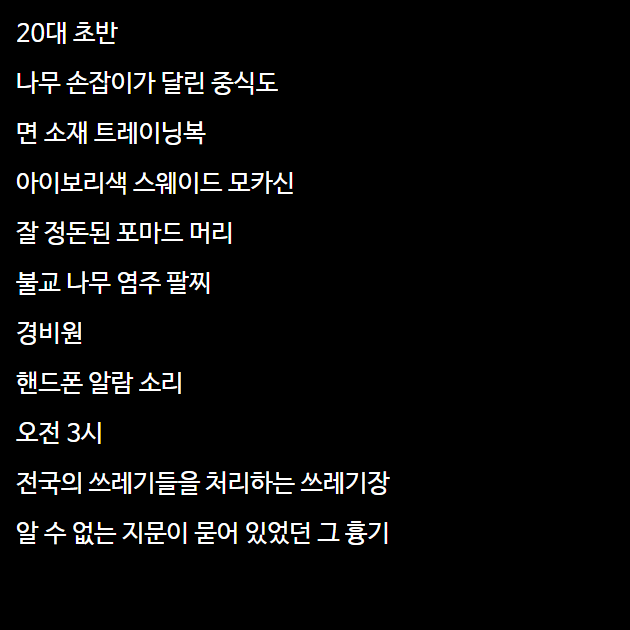 20대 초반
나무 손잡이가 달린 중식도
면 소재 트레이닝복
아이보리색 스웨이드 모카신
잘 정돈된 포마드 머리
불교 나무 염주 팔찌
경비원
핸드폰 알람 소리
오전 3시
전국의 쓰레기들을 처리하는 쓰레기장
알 수 없는 지문이 묻어 있었던 그 흉기